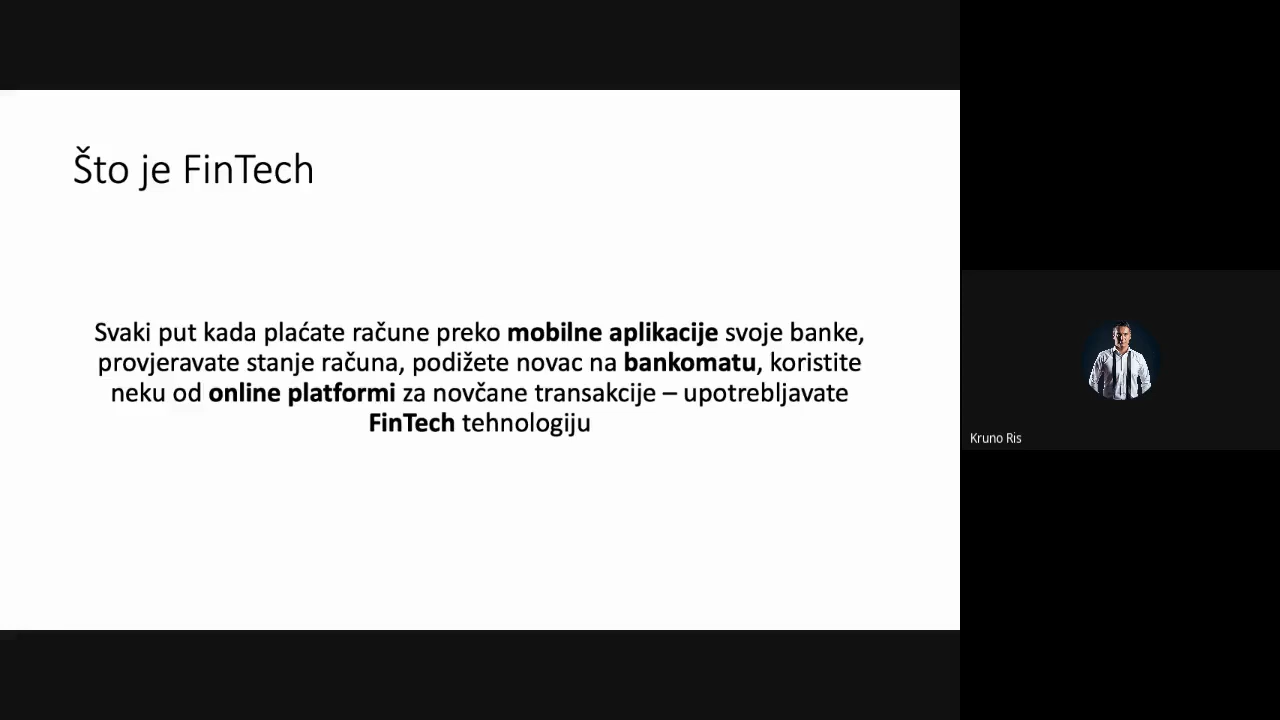 Što je FinTech
Svaki put kada plaćate račune preko mobilne aplikacije svoje banke,
provjeravate stanje računa, podižete novac na bankomatu, koristite
neku od online platformi za novčane transakcije – upotrebljavate
FinTech tehnologiju
Kruno Ris